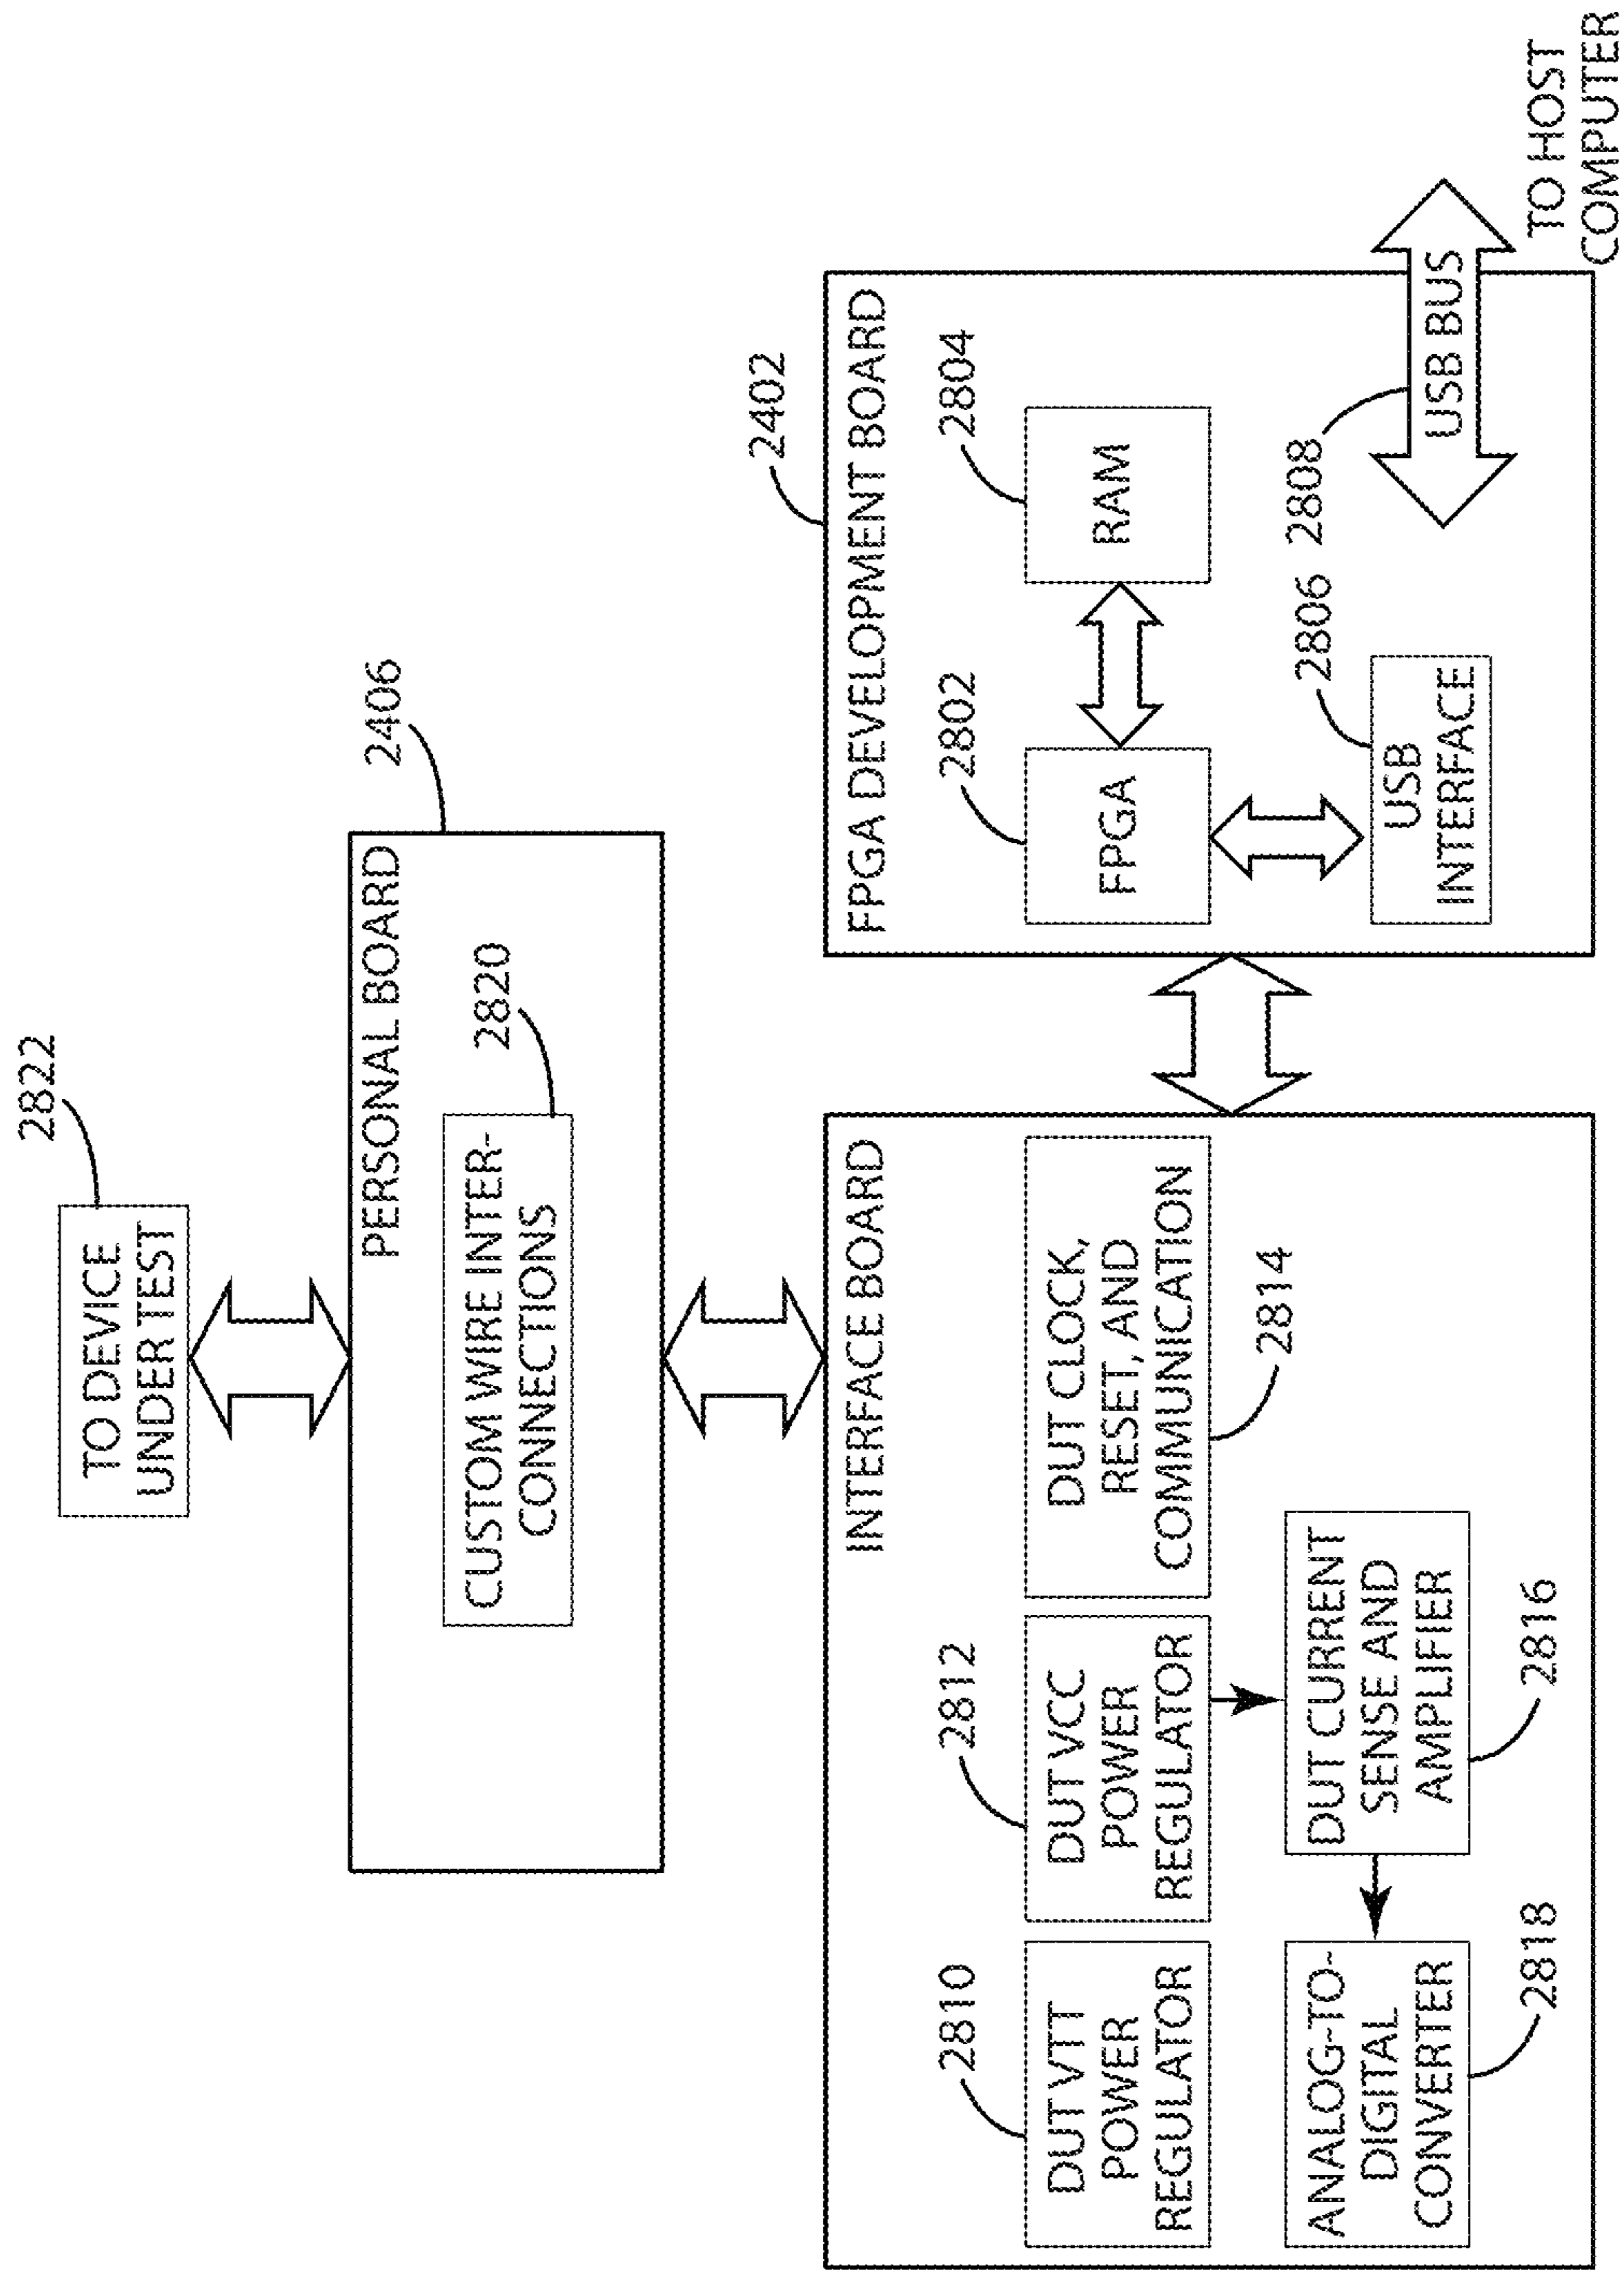 2822
TO DEVICE
UNDER TEST
2406
PERSONAL BOARD
2820
CUSTOM WIRE INTER-
CONNECTIONS
INTERFACE BOARD
2810
DUT VTT
POWER
REGULATOR
2812
DUT VCC
POWER
REGULATOR
DUT CLOCK,
RESET, AND
COMMUNICATION
2814
ANALOG-TO-
DIGITAL
CONVERTER
2818
DUT CURRENT
SENSE AND
AMPLIFIER
2816
2402
FPGA DEVELOPMENT BOARD
2802
FPGA
2804
RAM
2806
USB
INTERFACE
2808
USB BUS
TO HOST
COMPUTER